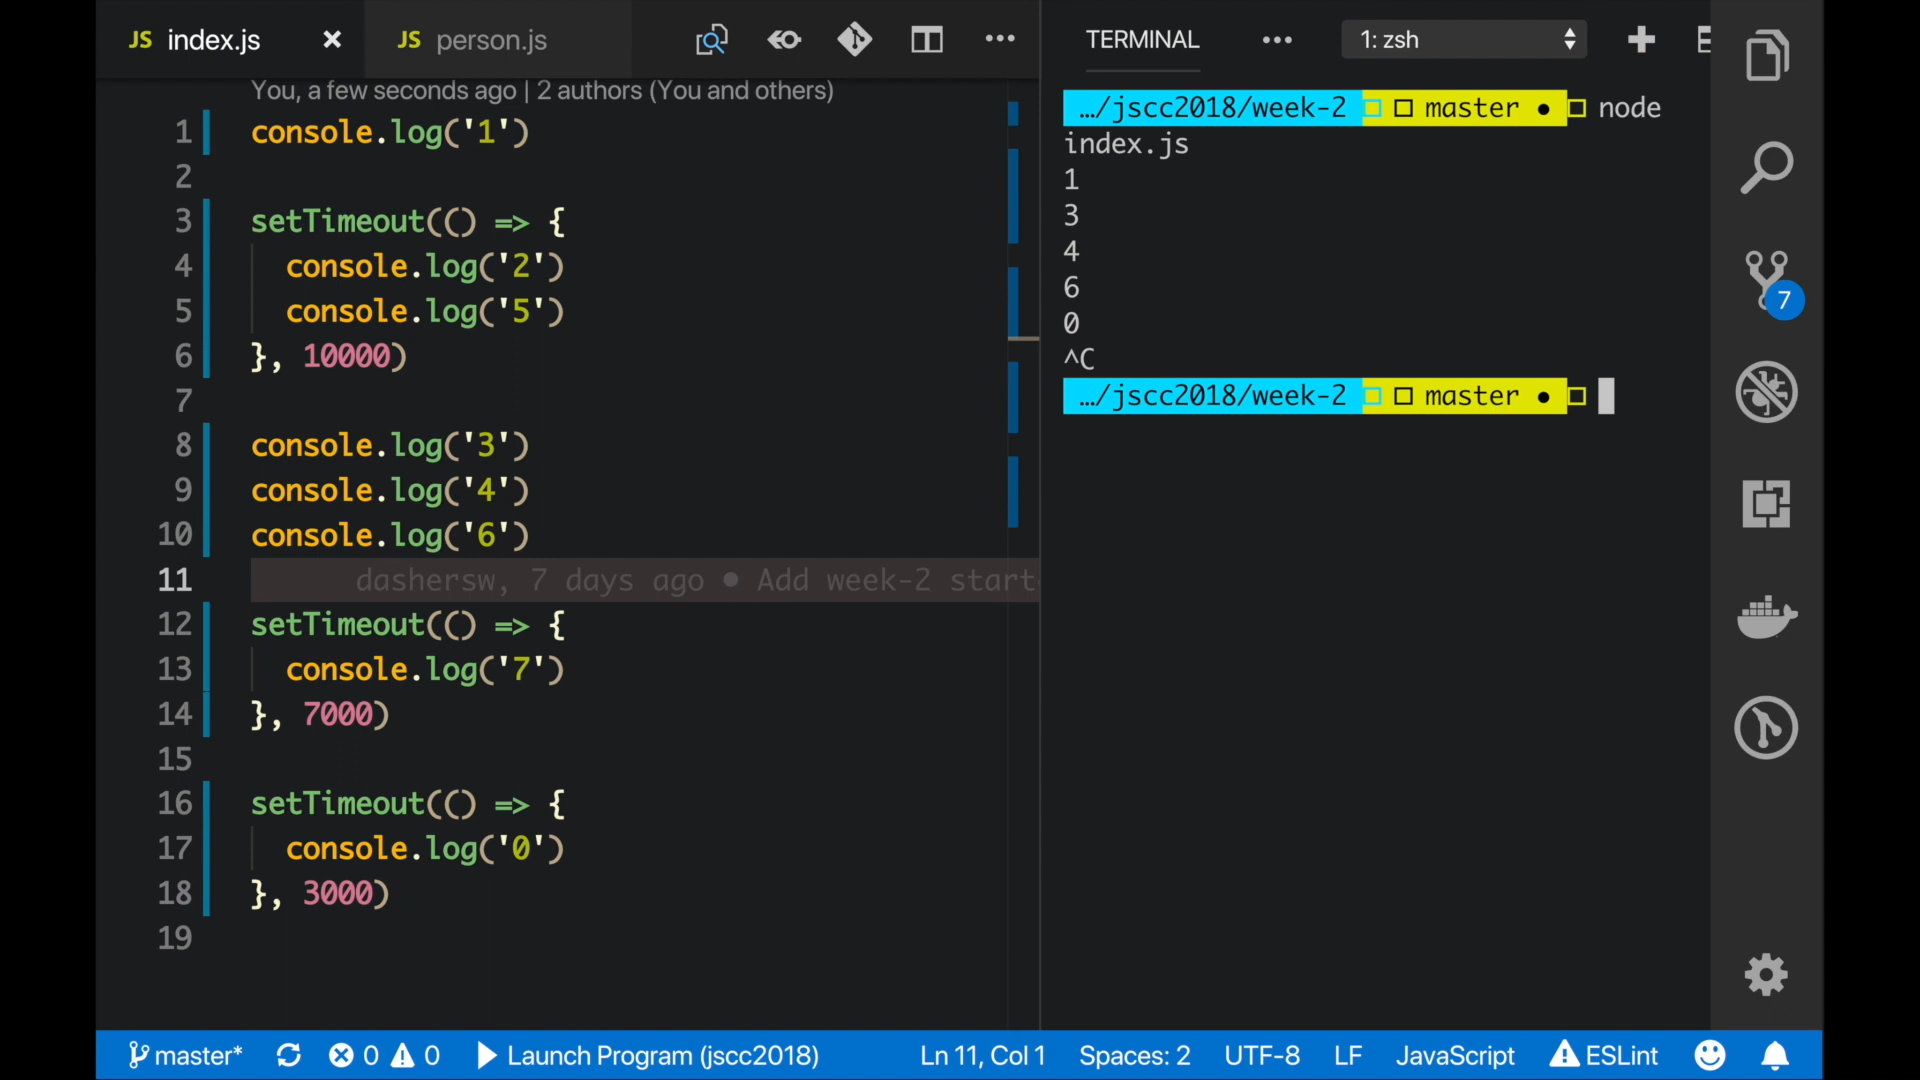 JS index.js
JS person.js
You, a few seconds ago | 2 authors (You and others)
1 console.log('1')
2
3 setTimeout(() => {
4 console.log('2')
5 console.log('5')
6 }, 10000)
7
8 console.log('3')
9 console.log('4')
10 console.log('6')
11 dashersw, 7 days ago • Add week-2 start
12 setTimeout(() => {
13 console.log('7')
14 }, 7000)
15
16 setTimeout(() => {
17 console.log('0')
18 }, 3000)
19
TERMINAL ••• 1: zsh
…/jscc2018/week-2 master • node
index.js
1
3
4
6
0
^C
…/jscc2018/week-2 master •
7
master* 0 0 Launch Program (jscc2018) Ln 11, Col 1 Spaces: 2 UTF-8 LF JavaScript ESLint